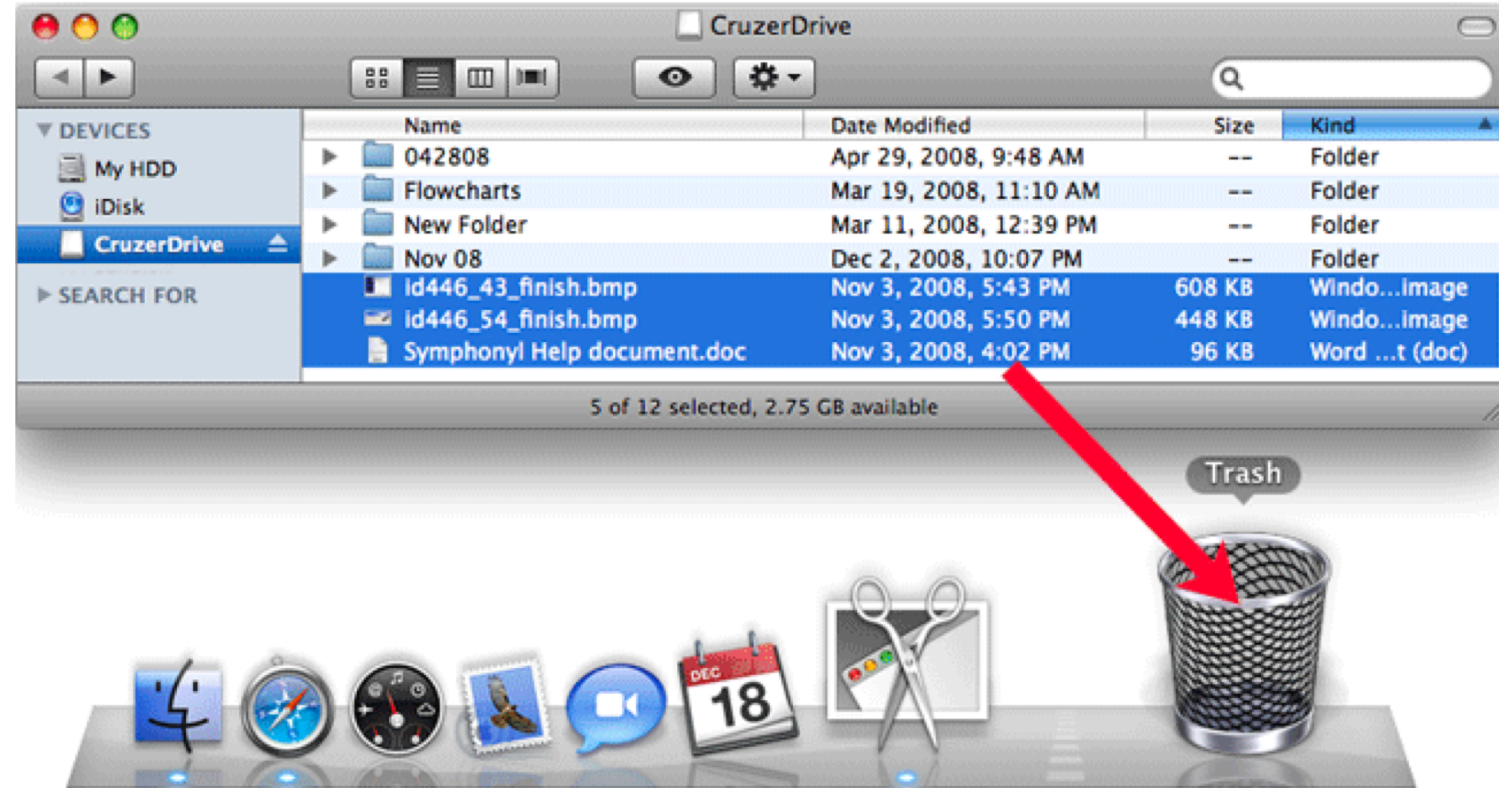 CruzerDrive
DEVICES
My HDD
iDisk
CruzerDrive
SEARCH FOR
Name Date Modified Size Kind
042808 Apr 29, 2008, 9:48 AM -- Folder
Flowcharts Mar 19, 2008, 11:10 AM -- Folder
New Folder Mar 11, 2008, 12:39 PM -- Folder
Nov 08 Dec 2, 2008, 10:07 PM -- Folder
id446_43_finish.bmp Nov 3, 2008, 5:43 PM 608 KB Windo...image
id446_54_finish.bmp Nov 3, 2008, 5:50 PM 448 KB Windo...image
Symphonyl Help document.doc Nov 3, 2008, 4:02 PM 96 KB Word ...t (doc)
5 of 12 selected, 2.75 GB available
Trash
DEC
18